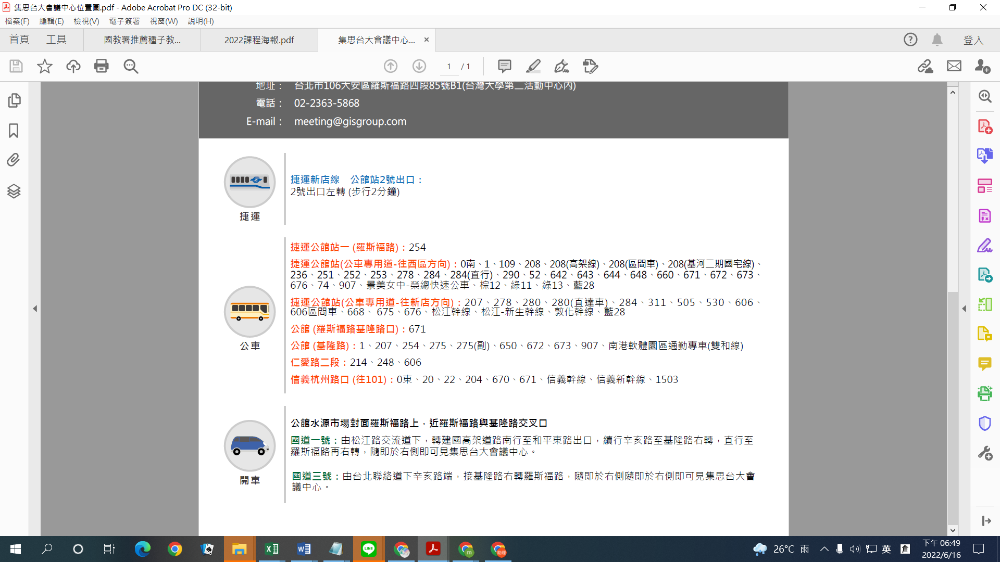 集思台大會議中心位置圖.pdf - Adobe Acrobat Pro DC (32-bit)
檔案(F) 編輯(E) 檢視(V) 電子簽署 視窗(W) 說明(H)
首頁 工具 國教署推薦種子教... 2022課程海報.pdf 集思台大會議中心... × 登入
1 / 1
地址： 台北市106大安區羅斯福路四段85號B1(台灣大學第二活動中心內)
電話： 02-2363-5868
E-mail： meeting@gisgroup.com
捷運新店線 公館站2號出口：
2號出口左轉 (步行2分鐘)
捷運
捷運公館站一 (羅斯福路)：254
捷運公館站(公車專用道-往西區方向)：0南、1、109、208、208(高架線)、208(區間車)、208(基河二期國宅線)、
236、251、252、253、278、284、284(直行)、290、52、642、643、644、648、660、671、672、673、
676、74、907、景美女中-榮總快速公車、棕12、綠11、綠13、藍28
捷運公館站(公車專用道-往新店方向)：207、278、280、280(直達車)、284、311、505、530、606、
606區間車、668、 675、676、松江幹線、松江-新生幹線、敦化幹線、藍28
公館 (羅斯福路基隆路口)：671
公館 (基隆路)：1、207、254、275、275(副)、650、672、673、907、南港軟體園區通勤專車(雙和線)
仁愛路二段：214、248、606
信義杭州路口 (往101)：0東、20、22、204、670、671、信義幹線、信義新幹線、1503
公車
公館水源市場對面羅斯福路上，近羅斯福路與基隆路交叉口
國道一號：由松江路交流道下，轉建國高架道路南行至和平東路出口，續行辛亥路至基隆路右轉，直行至
羅斯福路再右轉，隨即於右側即可見集思台大會議中心。
國道三號：由台北聯絡道下辛亥路端，接基隆路右轉羅斯福路，隨即於右側隨即於右側即可見集思台大會
議中心。
開車
26°C 雨 英 倉 下午 06:49
2022/6/16